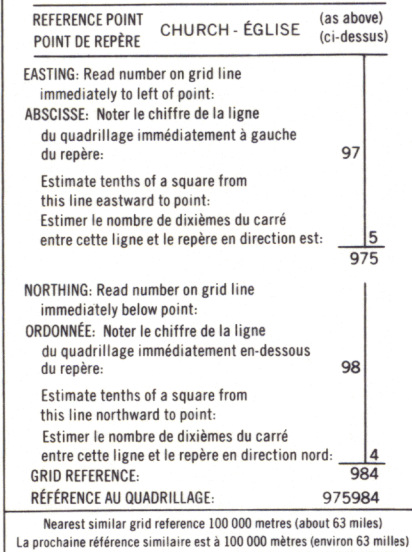 REFERENCE POINT
POINT DE REPÈRE
CHURCH - ÉGLISE
(as above)
(ci-dessus)
EASTING: Read number on grid line
immediately to left of point:
ABSCISSE: Noter le chiffre de la ligne
du quadrillage immédiatement à gauche
du repère: 97
Estimate tenths of a square from
this line eastward to point:
Estimer le nombre de dixièmes du carré
entre cette ligne et le repère en direction est: 5
975
NORTHING: Read number on grid line
immediately below point:
ORDONNÉE: Noter le chiffre de la ligne
du quadrillage immédiatement en-dessous
du repère: 98
Estimate tenths of a square from
this line northward to point:
Estimer le nombre de dixièmes du carré
entre cette ligne et le repère en direction nord: 4
GRID REFERENCE: 984
RÉFÉRENCE AU QUADRILLAGE: 975984
Nearest similar grid reference 100 000 metres (about 63 miles)
La prochaine référence similaire est à 100 000 mètres (environ 63 miles)